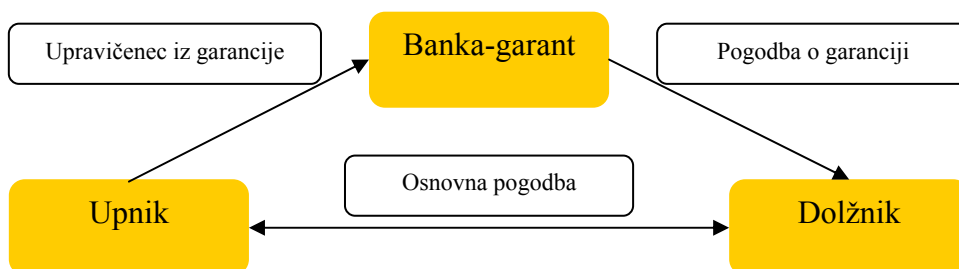 Upravičenec iz garancije
Banka-garant
Pogodba o garanciji
Osnovna pogodba
Upnik
Dolžnik